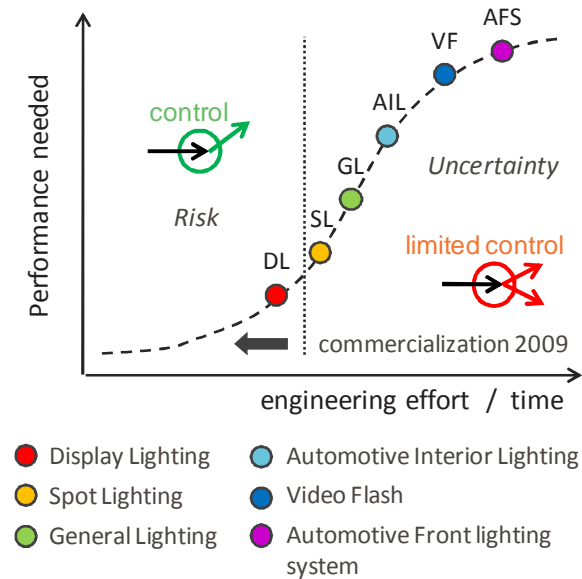 AFS
VF
AIL
control
GL
Uncertainty
Risk
SL
limited control
DL
commercialization 2009
Performance needed
engineering effort / time
Display Lighting
Automotive Interior Lighting
Spot Lighting
Video Flash
General Lighting
Automotive Front lighting
system